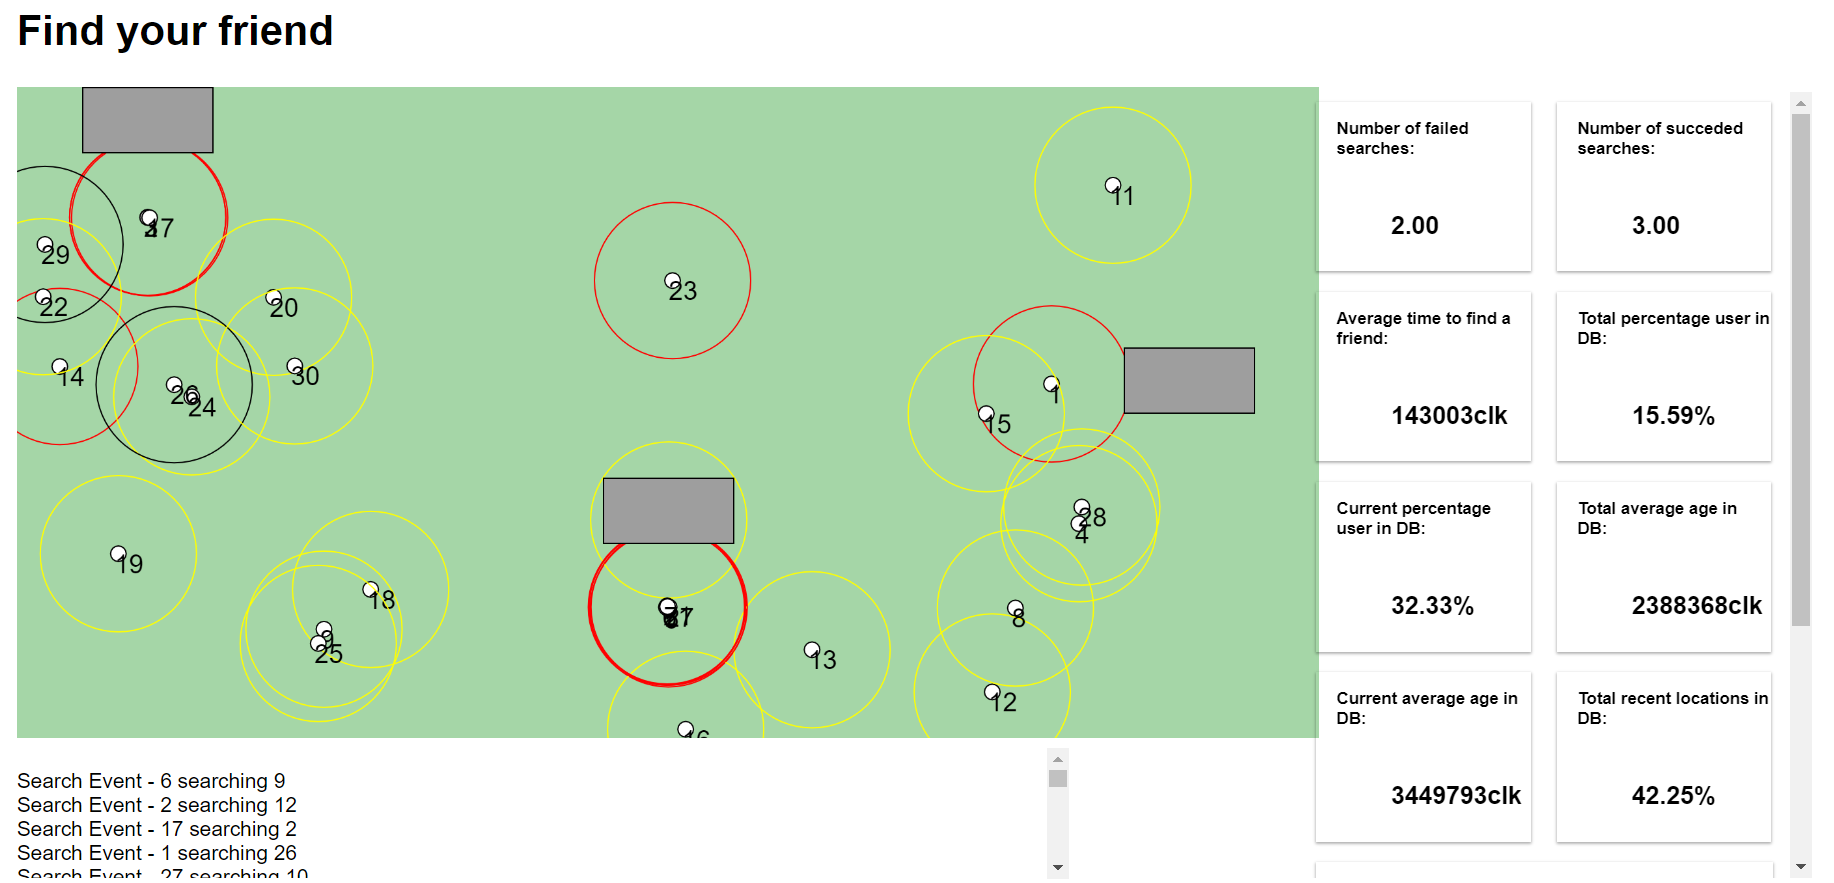 Find your friend
11
29
23
22
20
14
30
1
24
15
28
4
19
18
8
25
13
12
Number of failed
searches:
2.00
Number of succeded
searches:
3.00
Average time to find a
friend:
143003clk
Total percentage user in
DB:
15.59%
Current percentage
user in DB:
32.33%
Total average age in
DB:
2388368clk
Current average age in
DB:
3449793clk
Total recent locations in
DB:
42.25%
Search Event - 6 searching 9
Search Event - 2 searching 12
Search Event - 17 searching 2
Search Event - 1 searching 26
Search Event - 27 searching 10